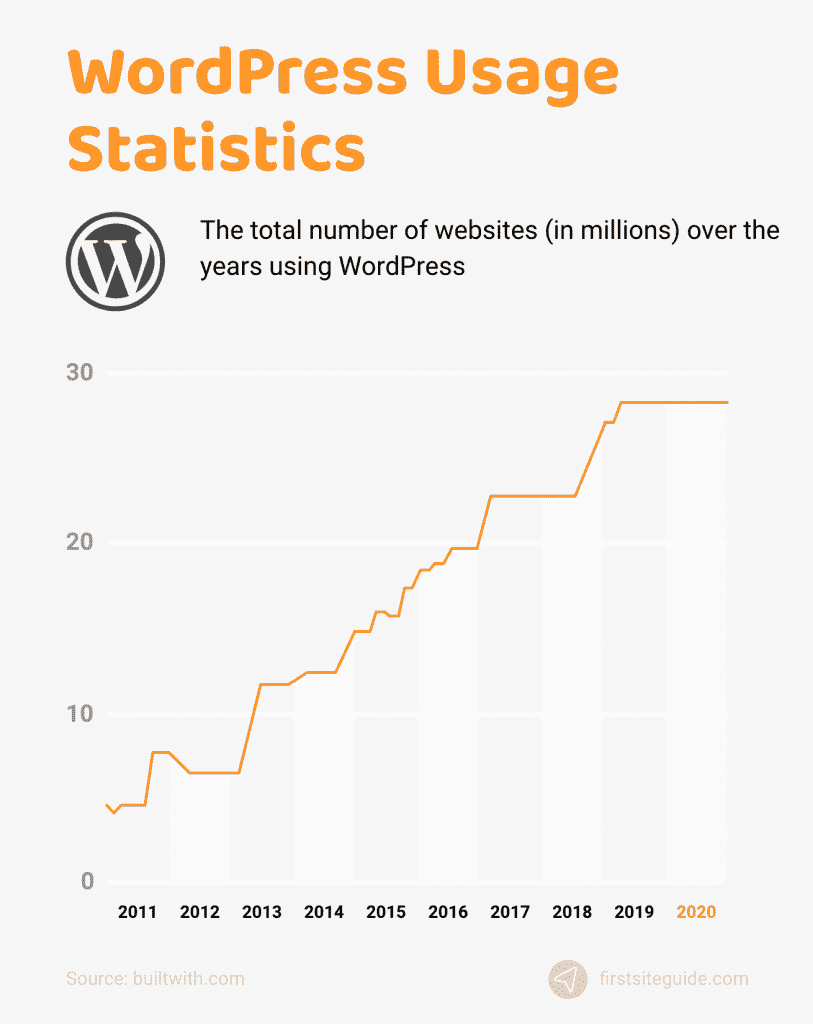 WordPress Usage
Statistics
The total number of websites (in millions) over the
years using WordPress
30
20
10
0
2011 2012 2013 2014 2015 2016 2017 2018 2019 2020
Source: builtwith.com
firstsiteguide.com